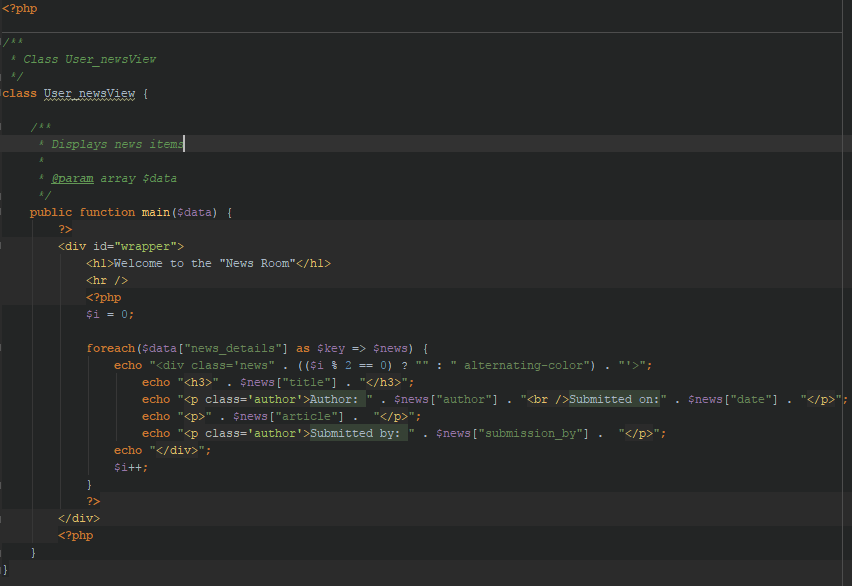 <?php
/**
 * Class User_newsView
 */
class User_newsView {
    /**
     * Displays news items
     *
     * @param array $data
     */
    public function main($data) {
        ?>
        <div id="wrapper">
            <h1>Welcome to the "News Room"</h1>
            <hr />
            <?php
            $i = 0;
            foreach($data["news_details"] as $key => $news) {
                echo "<div class='news" . (($i % 2 == 0) ? "" : " alternating-color") . "'>";
                    echo "<h3>" . $news["title"] . "</h3>";
                    echo "<p class='author'>Author: " . $news["author"] . "<br />Submitted on:" . $news["date"] . "</p>";
                    echo "<p>" . $news["article"] .  "</p>";
                    echo "<p class='author'>Submitted by: " . $news["submission_by"] .  "</p>";
                echo "</div>";
                $i++;
            }
            ?>
        </div>
        <?php
    }
}